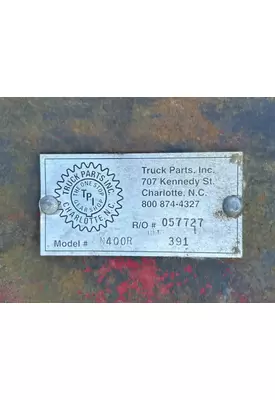 TRUCK PARTS INC.
THE ONE STOP
TPI
GEAR SHOP
CHARLOTTE N.C.
Truck Parts, Inc.
707 Kennedy St.
Charlotte, N.C.
800 874-4327
R/O # 057727
Model # N400R 391